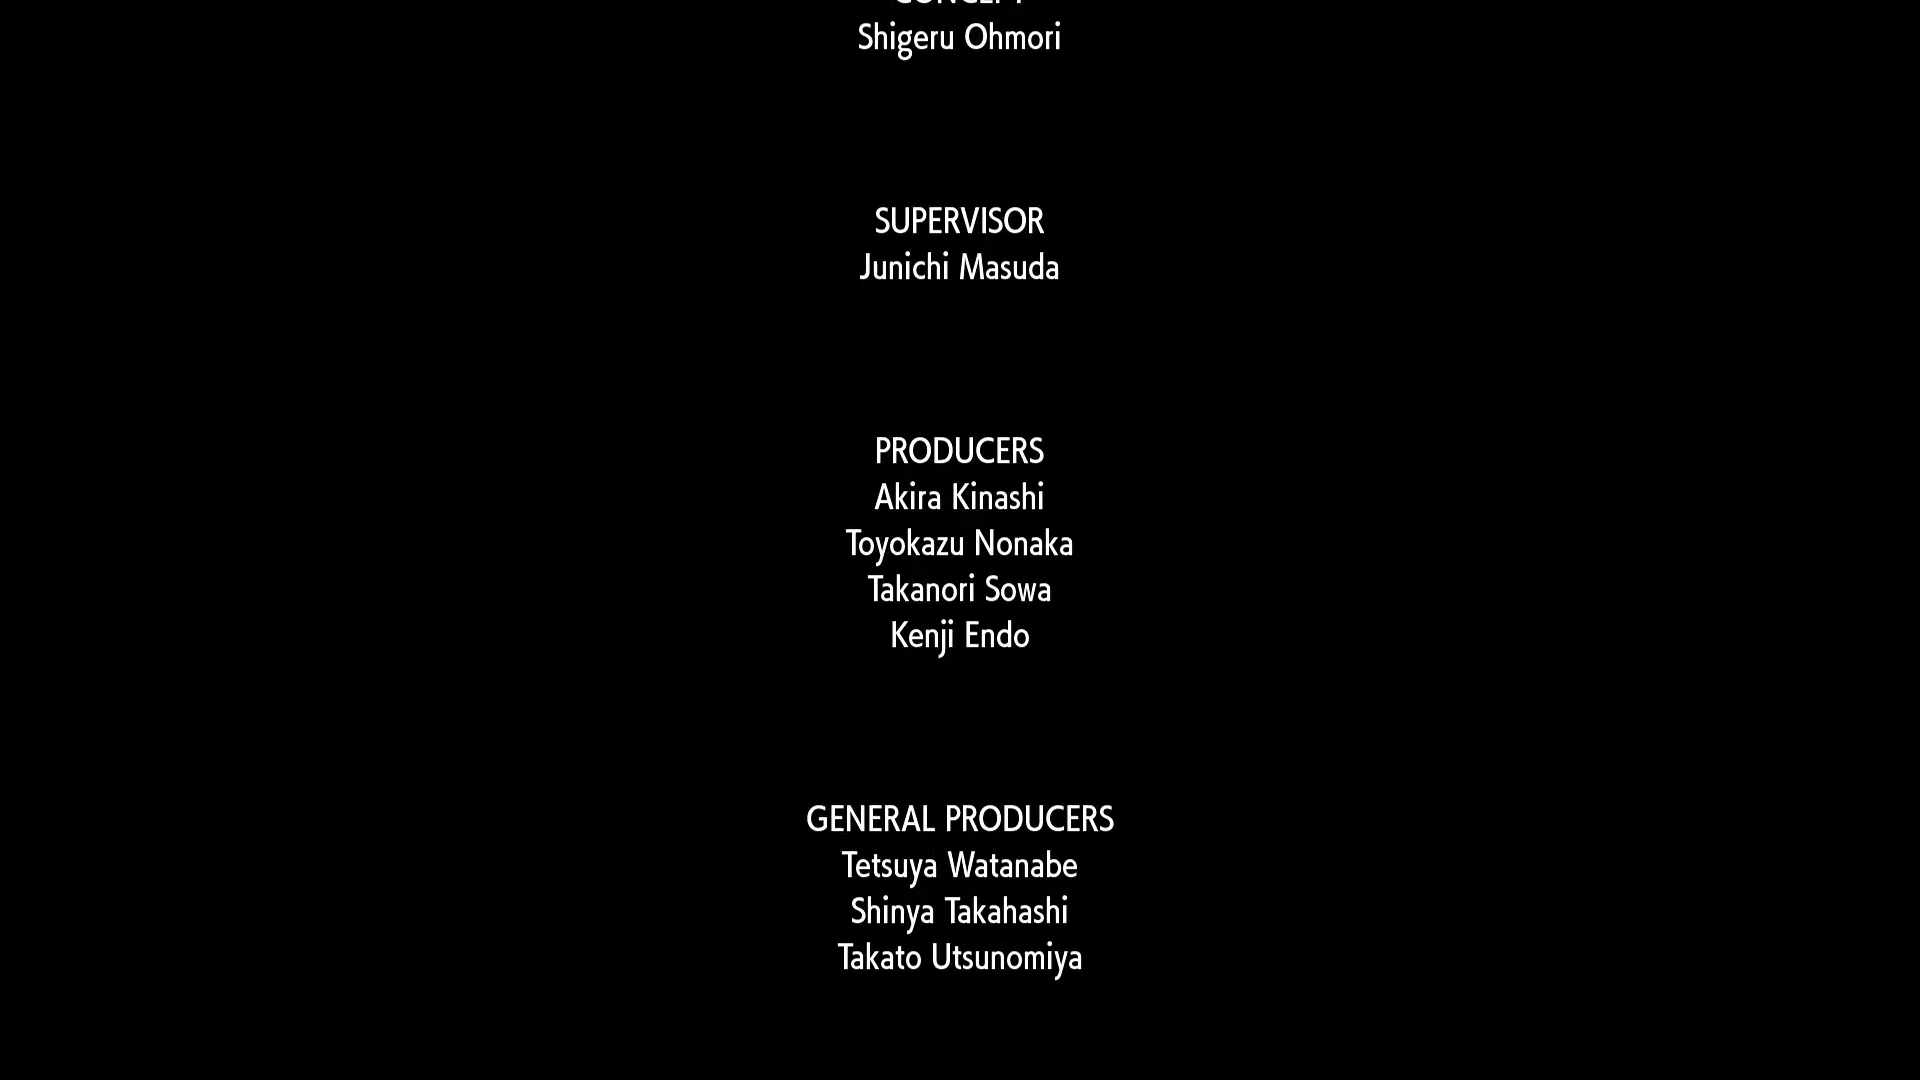 CONCEPT
Shigeru Ohmori
SUPERVISOR
Junichi Masuda
PRODUCERS
Akira Kinashi
Toyokazu Nonaka
Takanori Sowa
Kenji Endo
GENERAL PRODUCERS
Tetsuya Watanabe
Shinya Takahashi
Takato Utsunomiya